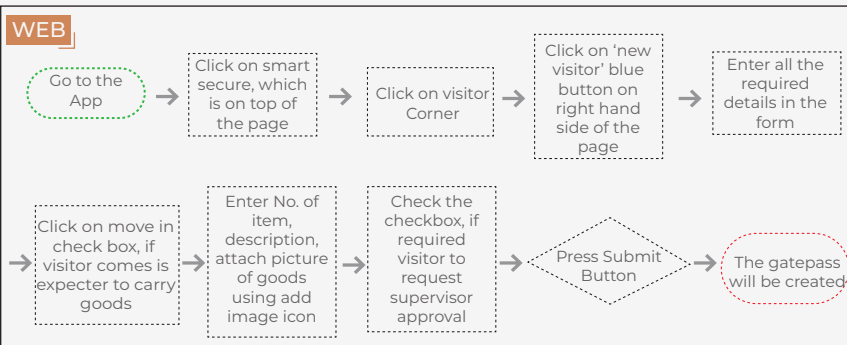 WEB
Go to the
App
Click on smart
secure, which
is on top of
the page
Click on visitor
Corner
Click on ‘new
visitor’ blue
button on
right hand
side of the
page
Enter all the
required
details in the
form
Click on move in
check box, if
visitor comes is
expecter to carry
goods
Enter No. of
item,
description,
attach picture
of goods
using add
image icon
Check the
checkbox, if
required
visitor to
request
supervisor
approval
Press Submit
Button
The gatepass
will be created